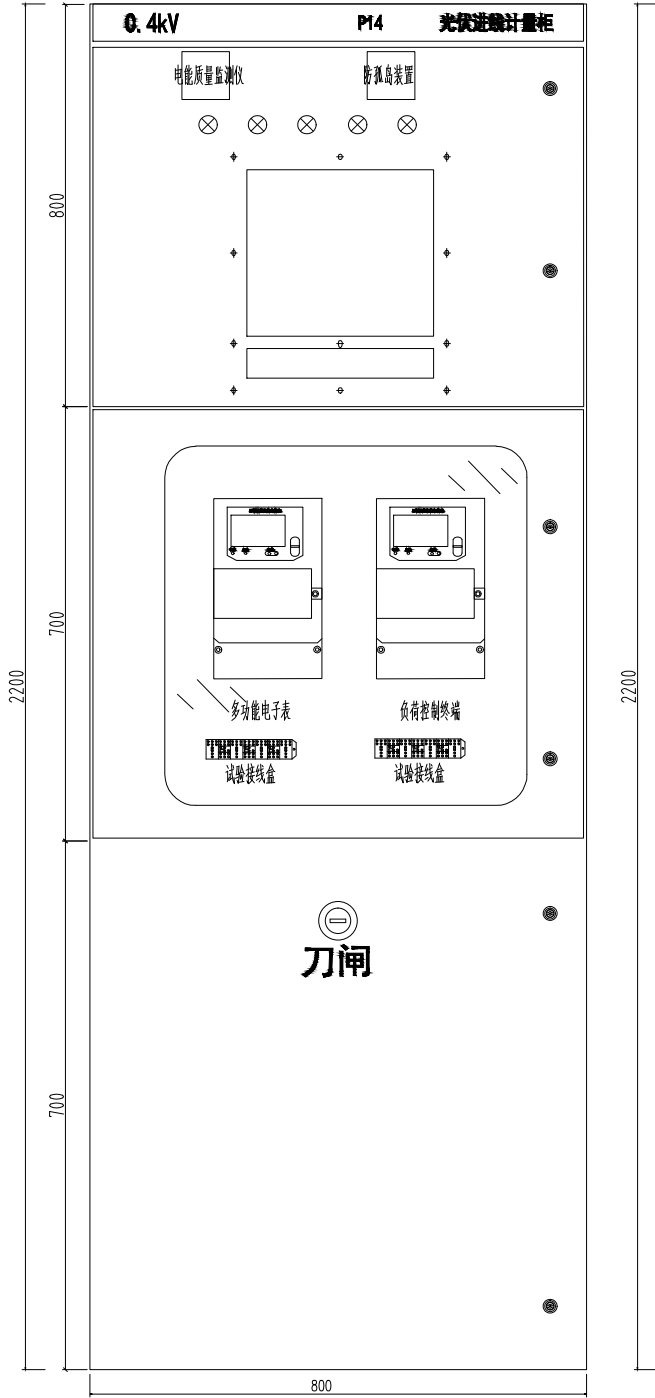 0.4kV P14 光伏进线计量柜
电能质量监测仪 防孤岛装置
800
700
2200
2200
多功能电子表 负荷控制终端
试验接线盒 试验接线盒
刀闸
700
800